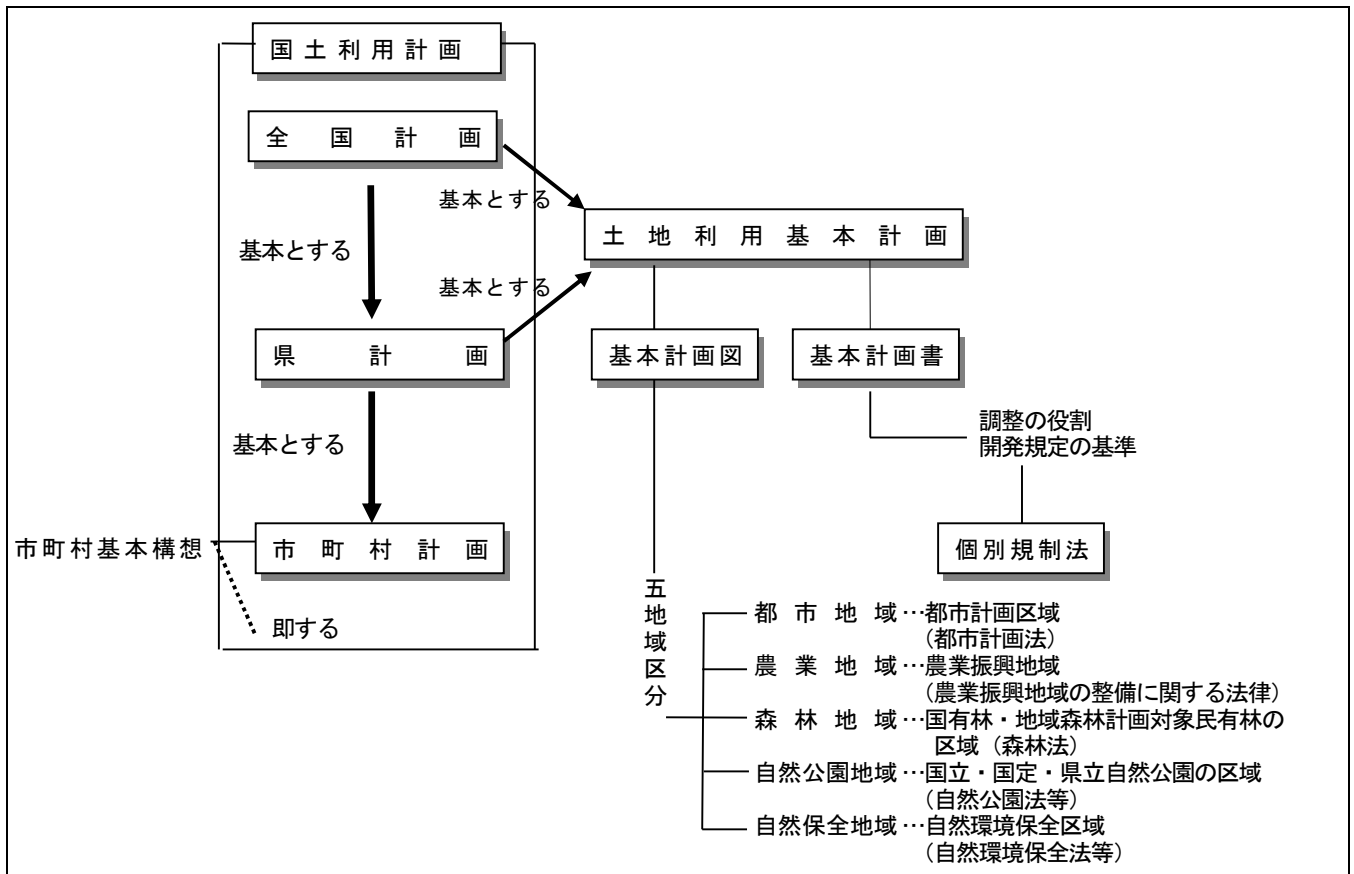 国土利用計画
全国計画
基本とする
土地利用基本計画
基本とする
基本とする
県計画
基本計画図
基本計画書
調整の役割
開発規定の基準
基本とする
市町村基本構想
市町村計画
個別規制法
即する
五地域区分
都市地域…都市計画区域
(都市計画法)
農業地域…農業振興地域
(農業振興地域の整備に関する法律)
森林地域…国有林・地域森林計画対象民有林の
区域(森林法)
自然公園地域…国立・国定・県立自然公園の区域
(自然公園法等)
自然保全地域…自然環境保全区域
(自然環境保全法等)